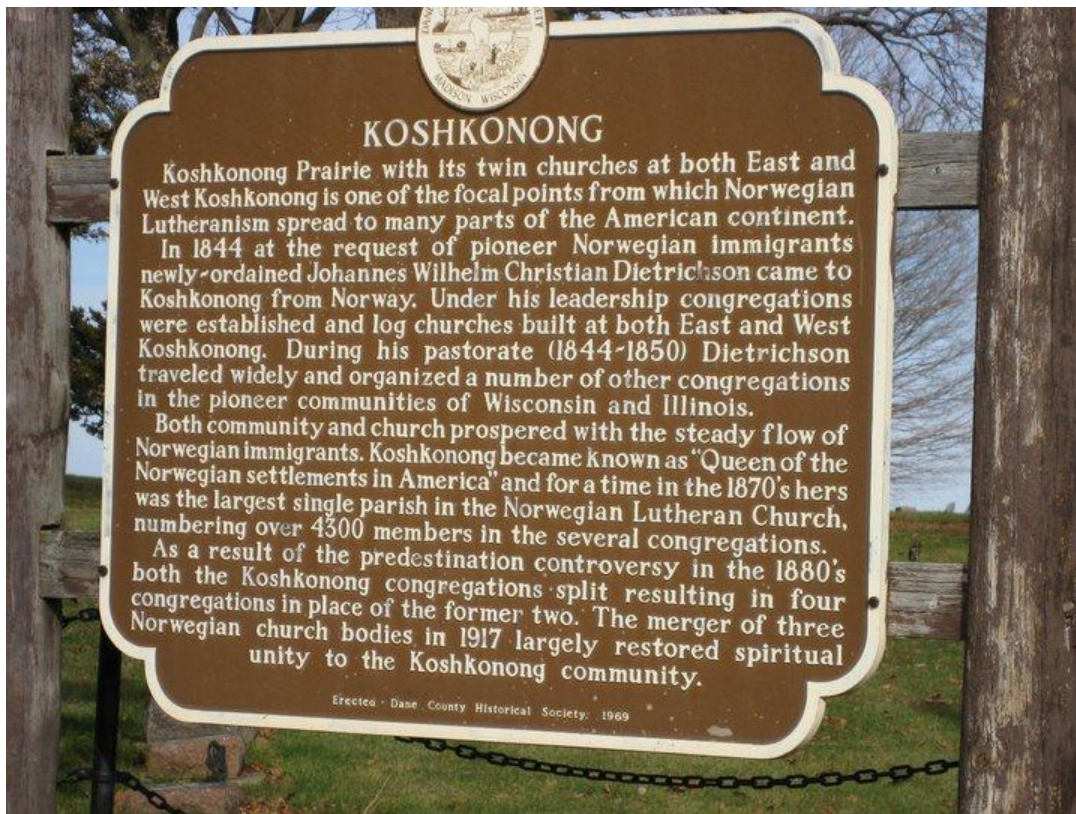 MADISON WISCONSIN
KOSHKONONG
Koshkonong Prairie with its twin churches at both East and
West Koshkonong is one of the focal points from which Norwegian
Lutheranism spread to many parts of the American continent.
In 1844 at the request of pioneer Norwegian immigrants
newly-ordained Johannes Wilhelm Christian Dietrichson came to
Koshkonong from Norway. Under his leadership congregations
were established and log churches built at both East and West
Koshkonong. During his pastorate (1844-1850) Dietrichson
traveled widely and organized a number of other congregations
in the pioneer communities of Wisconsin and Illinois.
Both community and church prospered with the steady flow of
Norwegian immigrants. Koshkonong became known as "Queen of the
Norwegian settlements in America" and for a time in the 1870's hers
was the largest single parish in the Norwegian Lutheran Church,
numbering over 4300 members in the several congregations.
As a result of the predestination controversy in the 1880's
both the Koshkonong congregations split resulting in four
congregations in place of the former two. The merger of three
Norwegian church bodies in 1917 largely restored spiritual
unity to the Koshkonong community.
Erected - Dane County Historical Society, 1969